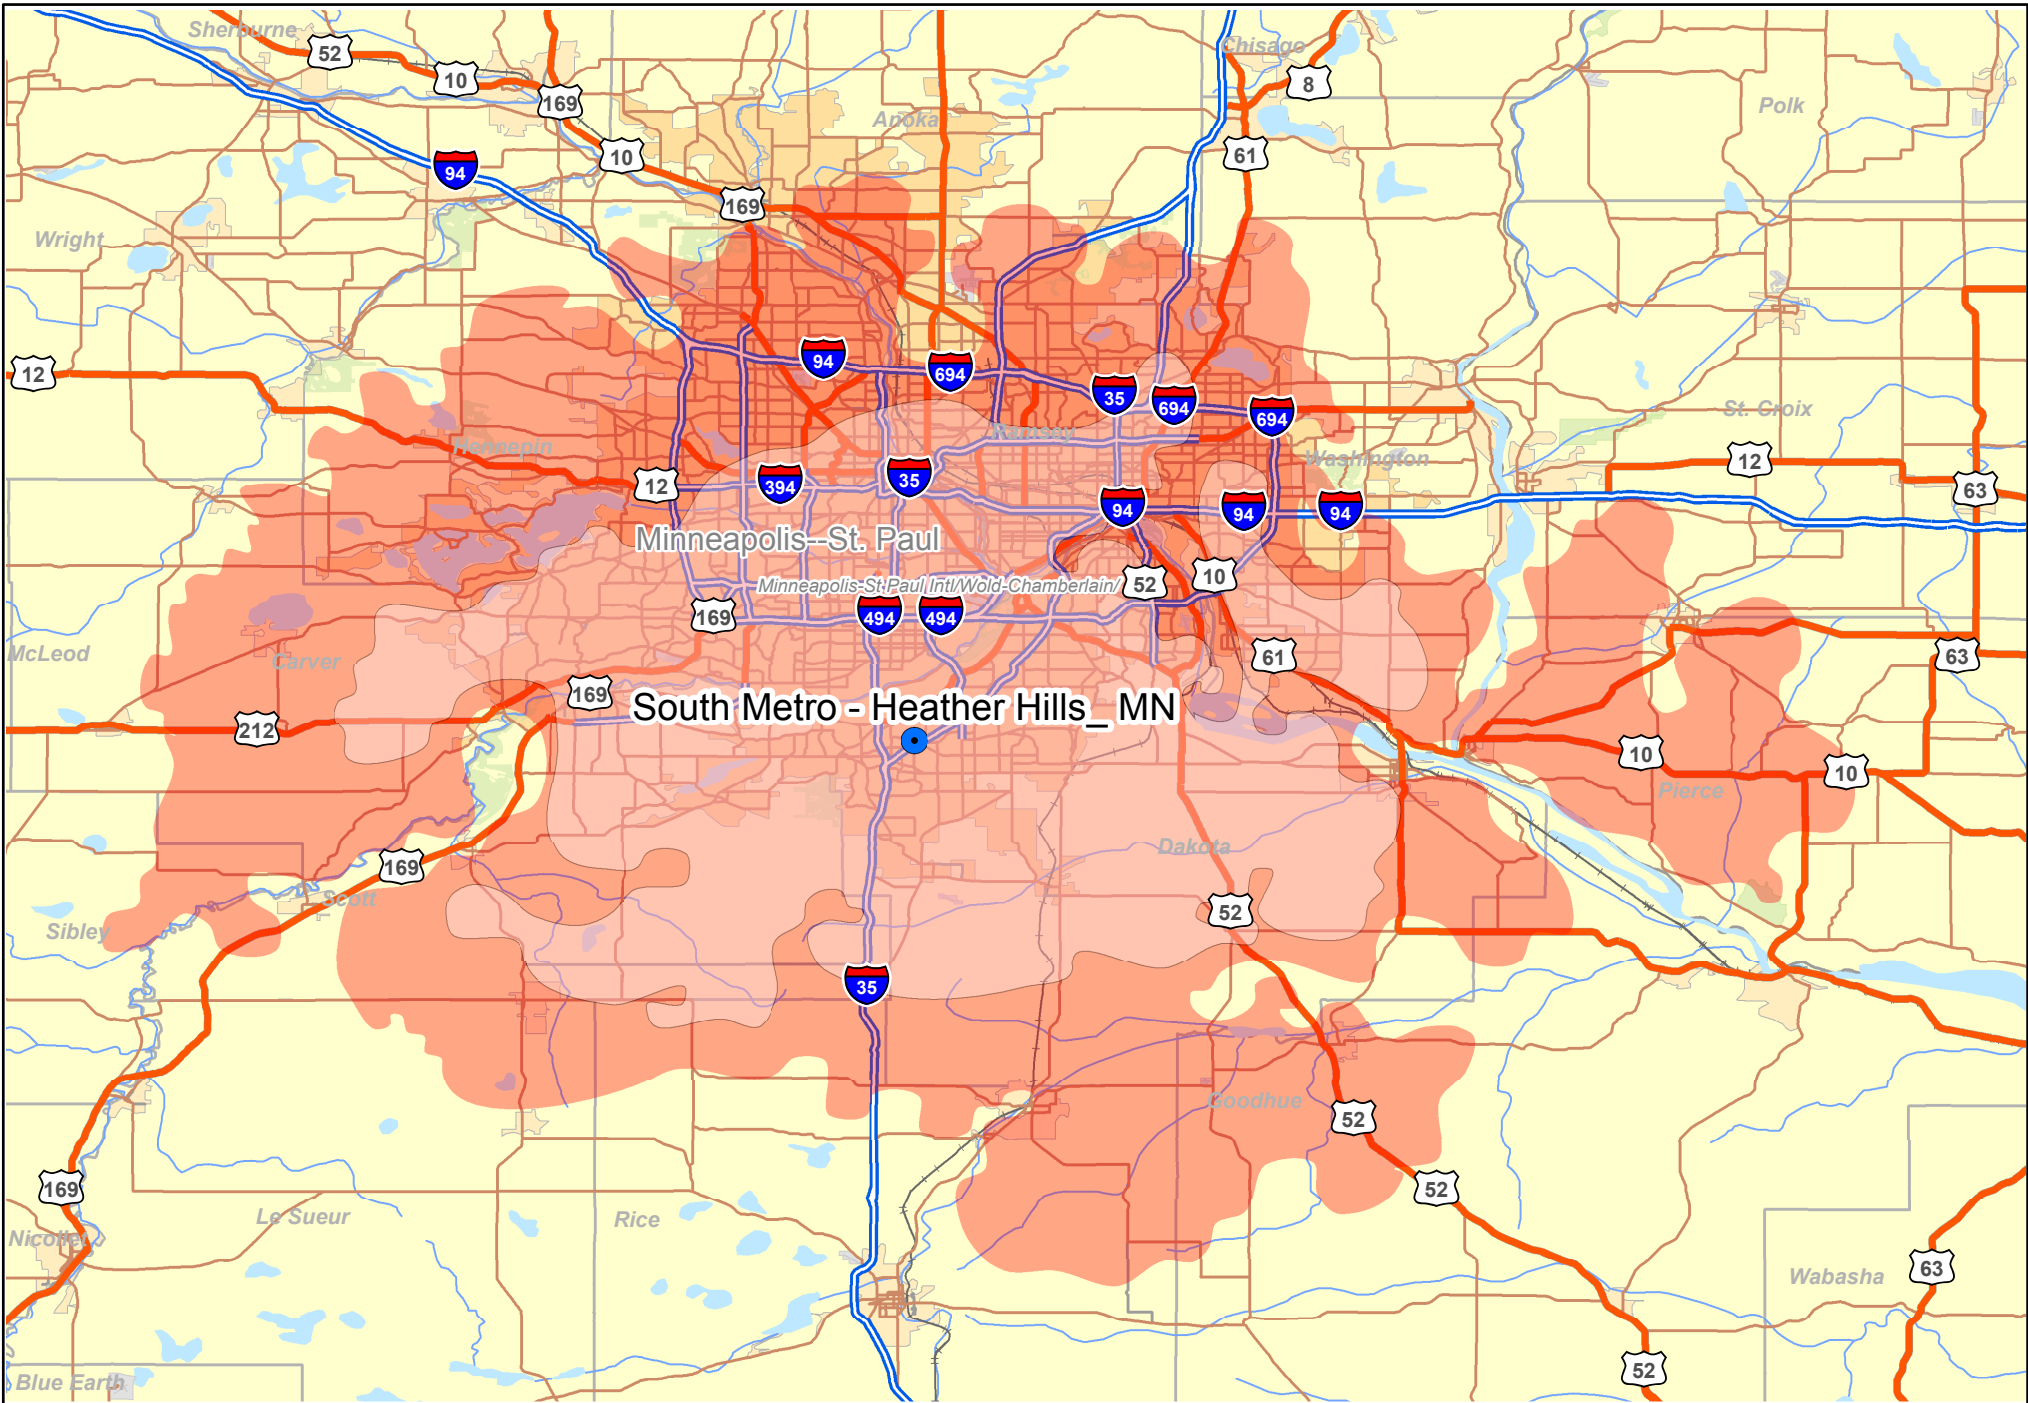 Sherburne
52
10
169
Chisago
8
Polk
Anoka
10
61
94
169
Wright
12
94
694
35
694
694
St. Croix
Hennepin
Ramsey
Washington
12
12
394
35
63
94
94
94
Minneapolis--St. Paul
Minneapolis-St Paul Intl/Wold-Chamberlain/
52
10
169
494
494
McLeod
Carver
61
63
169
South Metro - Heather Hills_ MN
212
10
10
Pierce
Dakota
169
Scott
52
Sibley
35
Goodhue
52
169
52
Le Sueur
Rice
Nicollet
63
Wabasha
52
Blue Earth